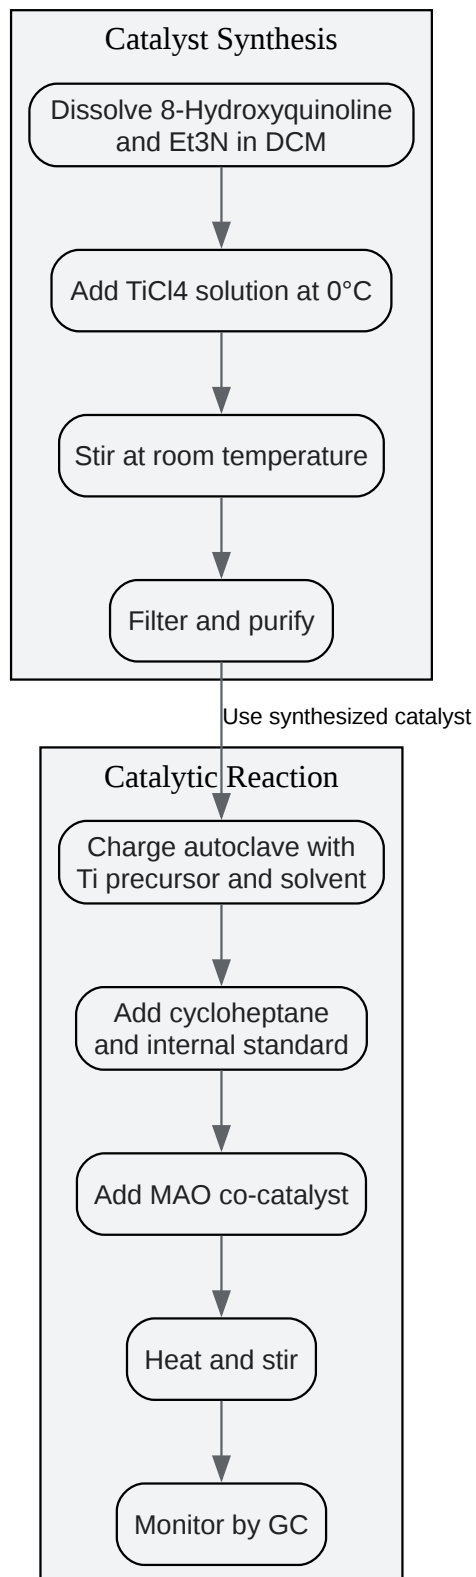 Catalyst Synthesis
Dissolve 8-Hydroxyquinoline
and Et3N in DCM
Add TiCl4 solution at 0°C
Stir at room temperature
Filter and purify
Use synthesized catalyst
Catalytic Reaction
Charge autoclave with
Ti precursor and solvent
Add cycloheptane
and internal standard
Add MAO co-catalyst
Heat and stir
Monitor by GC